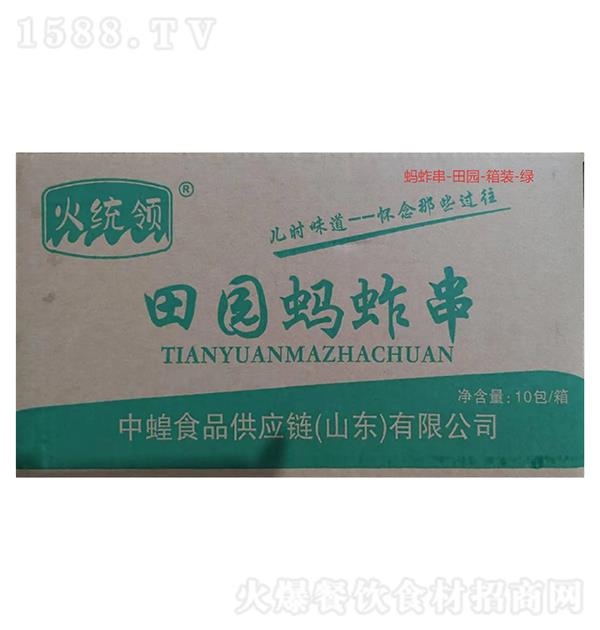 1588.TV
蚂蚱串-田园-箱装-绿
火统领®
儿时味道——怀念那些过往
田园蚂蚱串
TIANYUANMAZHACHUAN
净含量：10包/箱
中蝗食品供应链(山东)有限公司
火爆餐饮食材招商网